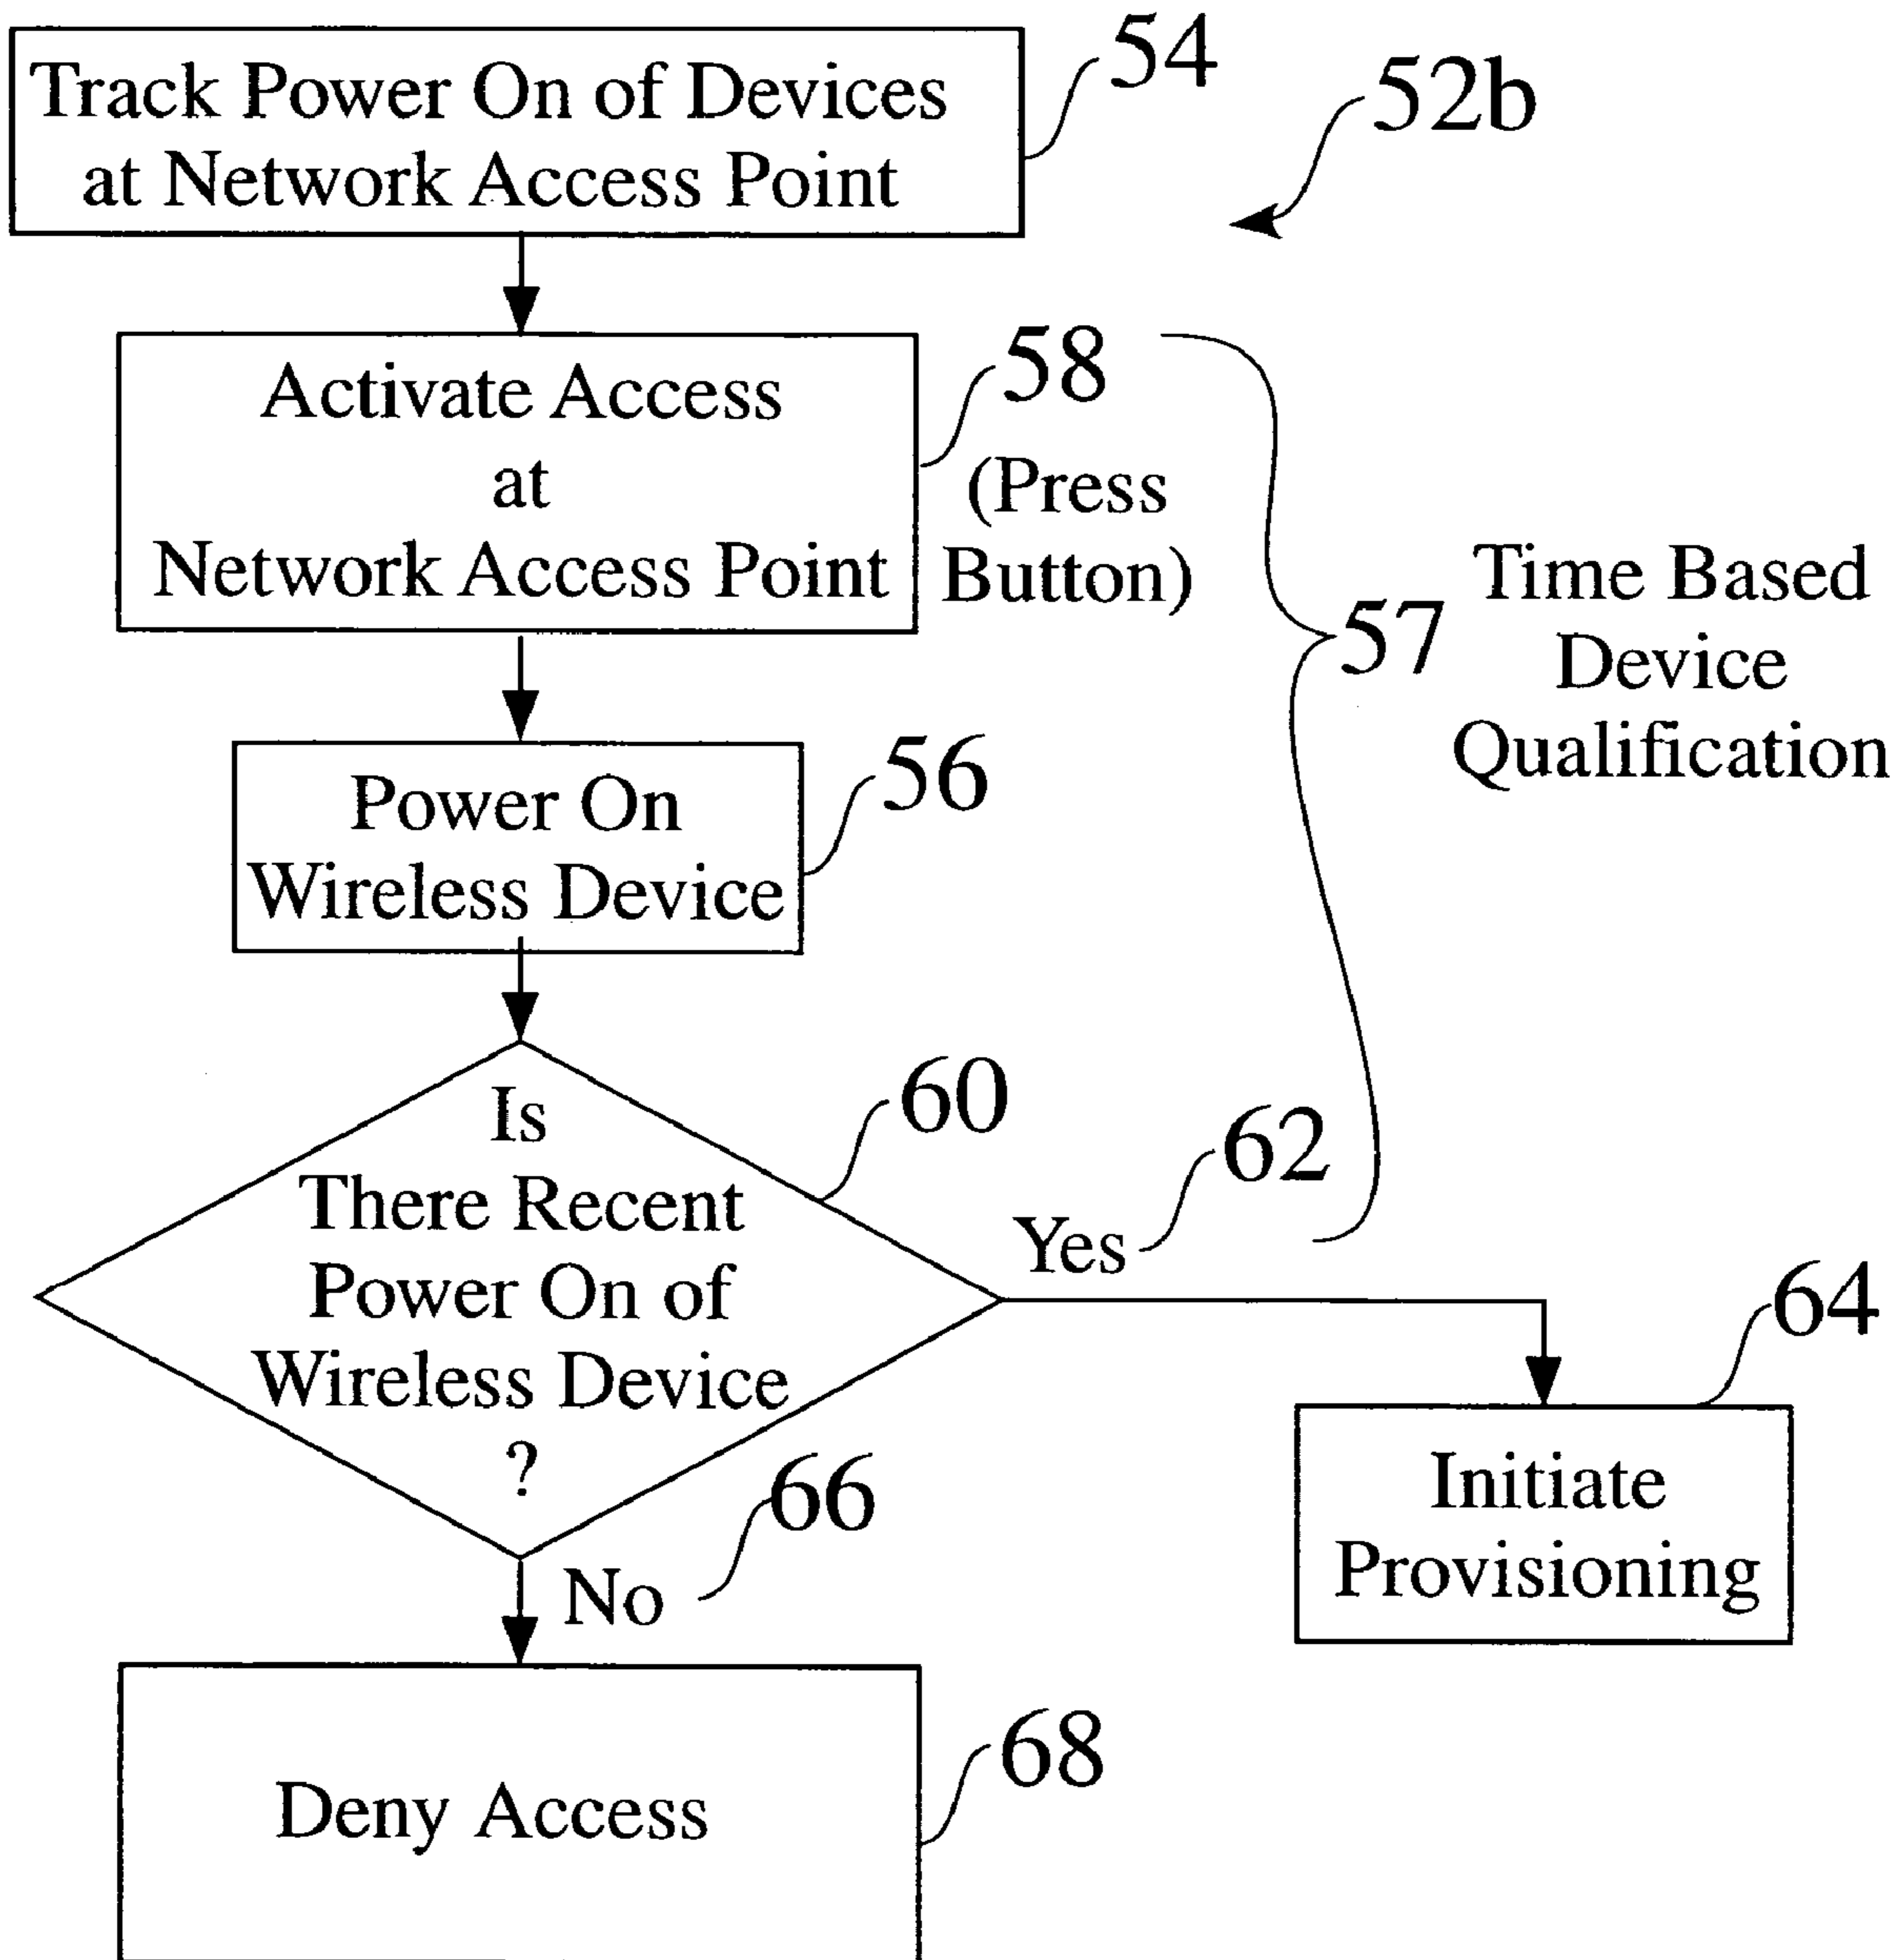 Track Power On of Devices
at Network Access Point
54
52b
Activate Access
at
Network Access Point
58
(Press
Button)
57
Time Based
Device
Qualification
Power On
Wireless Device
56
Is
There Recent
Power On of
Wireless Device
?
60
Yes
62
64
Initiate
Provisioning
No
66
Deny Access
68